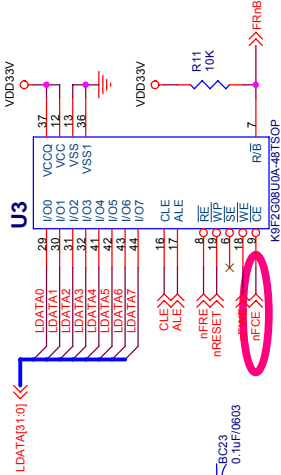 VDD33V
VDD33V
R11
10K
FRnB
37
12
13
36
7
VCCQ
VCC
VSS
VSS1
R/B
U3
K9F2G08U0A-48TSOP
I/O0
I/O1
I/O2
I/O3
I/O4
I/O5
I/O6
I/O7
CLE
ALE
RE
WP
SE
WE
CE
29
30
31
32
41
42
43
44
16
17
8
19
6
18
9
LDATA0
LDATA1
LDATA2
LDATA3
LDATA4
LDATA5
LDATA6
LDATA7
CLE
ALE
nFRE
nRESET
nFCE
LDATA[31:0]
BC23
0.1uF/0603